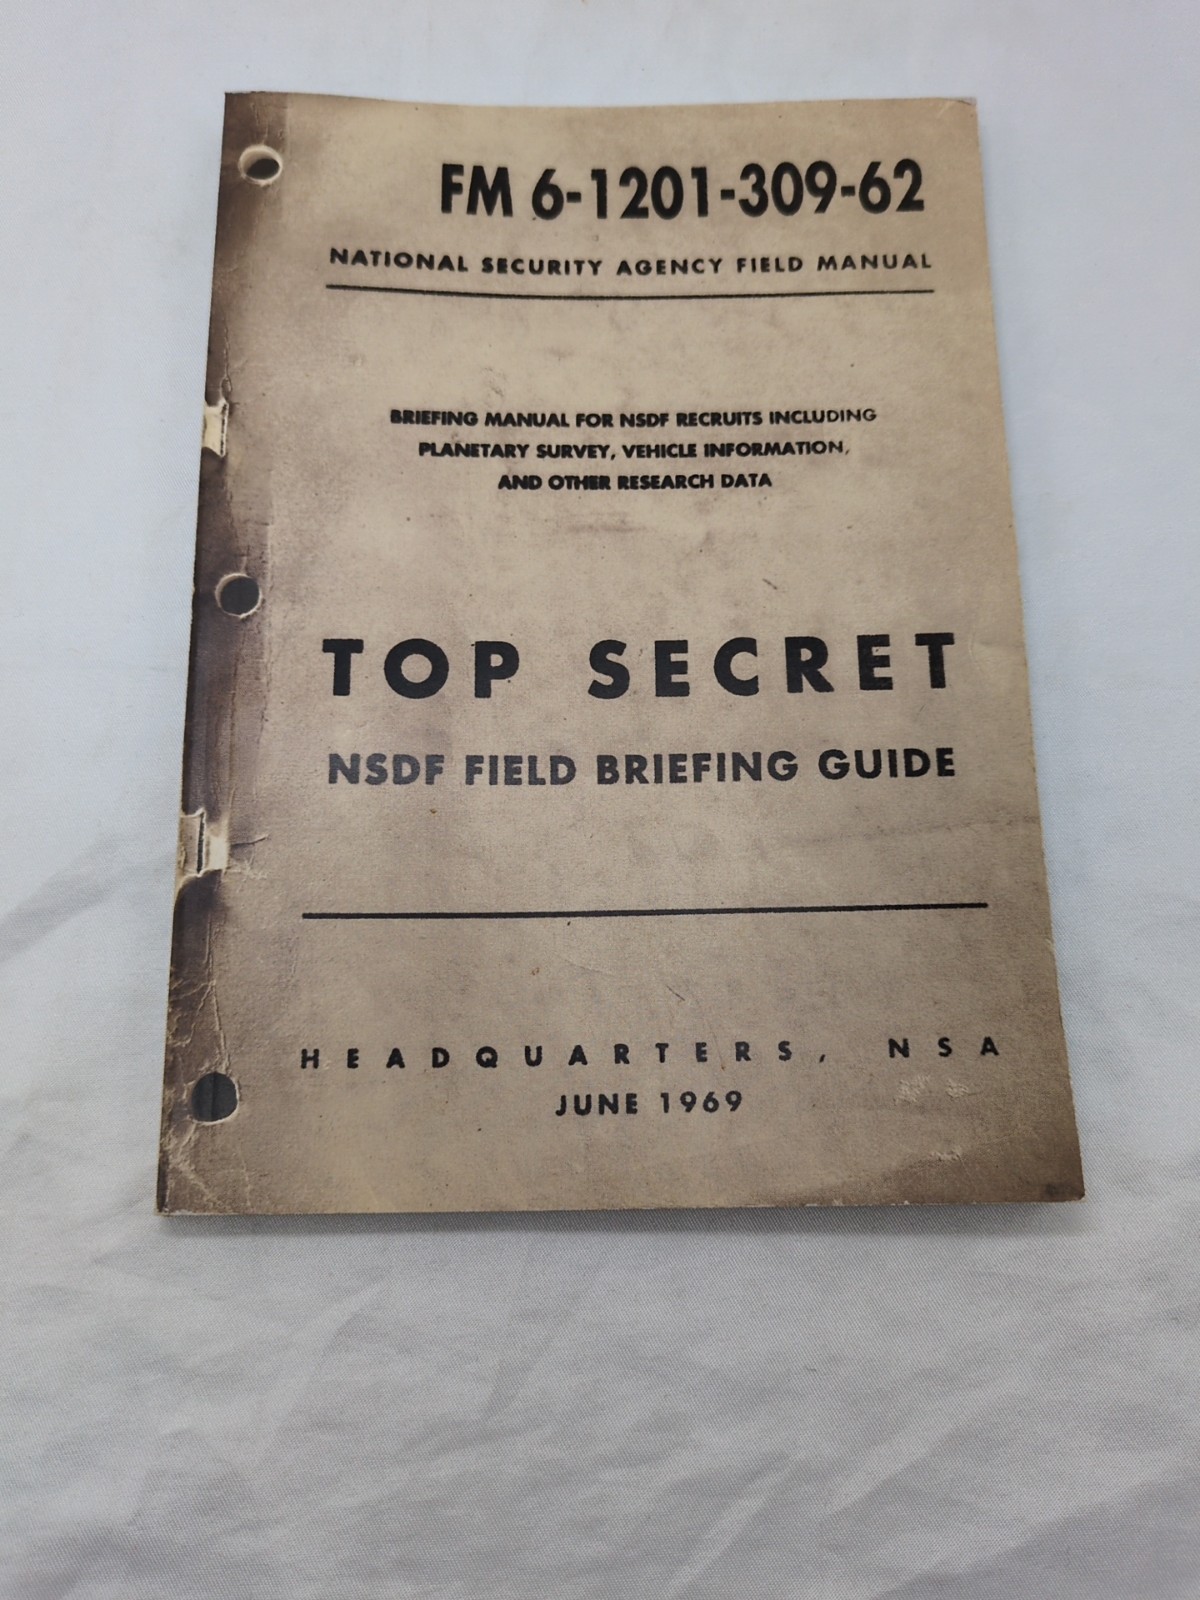 FM 6-1201-309-62
NATIONAL SECURITY AGENCY FIELD MANUAL
BRIEFING MANUAL FOR NSDF RECRUITS INCLUDING
PLANETARY SURVEY, VEHICLE INFORMATION,
AND OTHER RESEARCH DATA
TOP SECRET
NSDF FIELD BRIEFING GUIDE
HEADQUARTERS, NSA
JUNE 1969